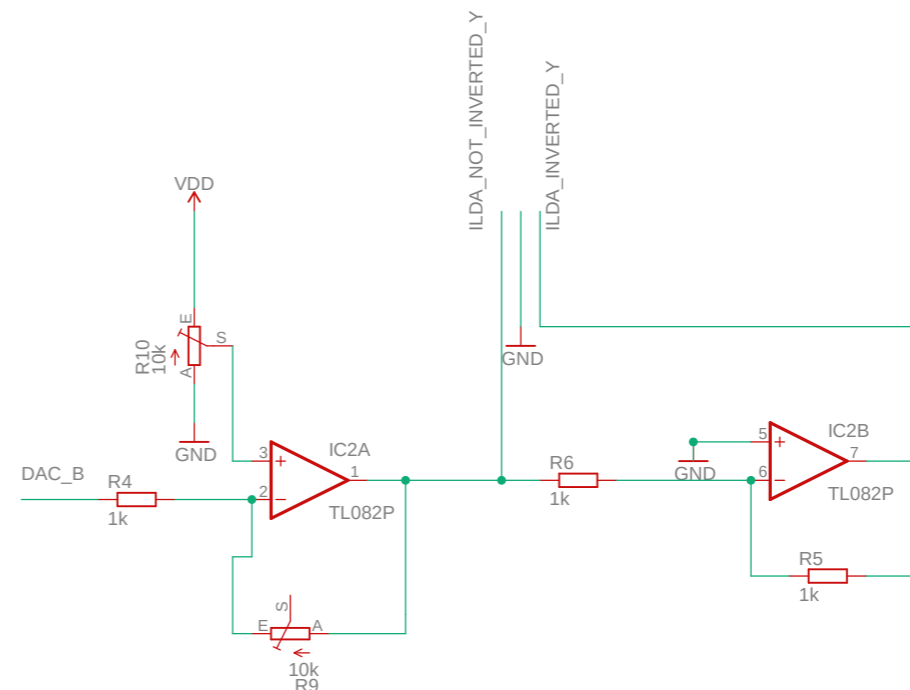 ILDA_NOT_INVERTED_Y
ILDA_INVERTED_Y
VDD
E
S
R10
10k
A
GND
GND
3
+
IC2A
1
2
-
TL082P
DAC_B
R4
1k
S
E
A
10k
R9
R6
1k
GND
5
+
IC2B
7
6
-
TL082P
R5
1k